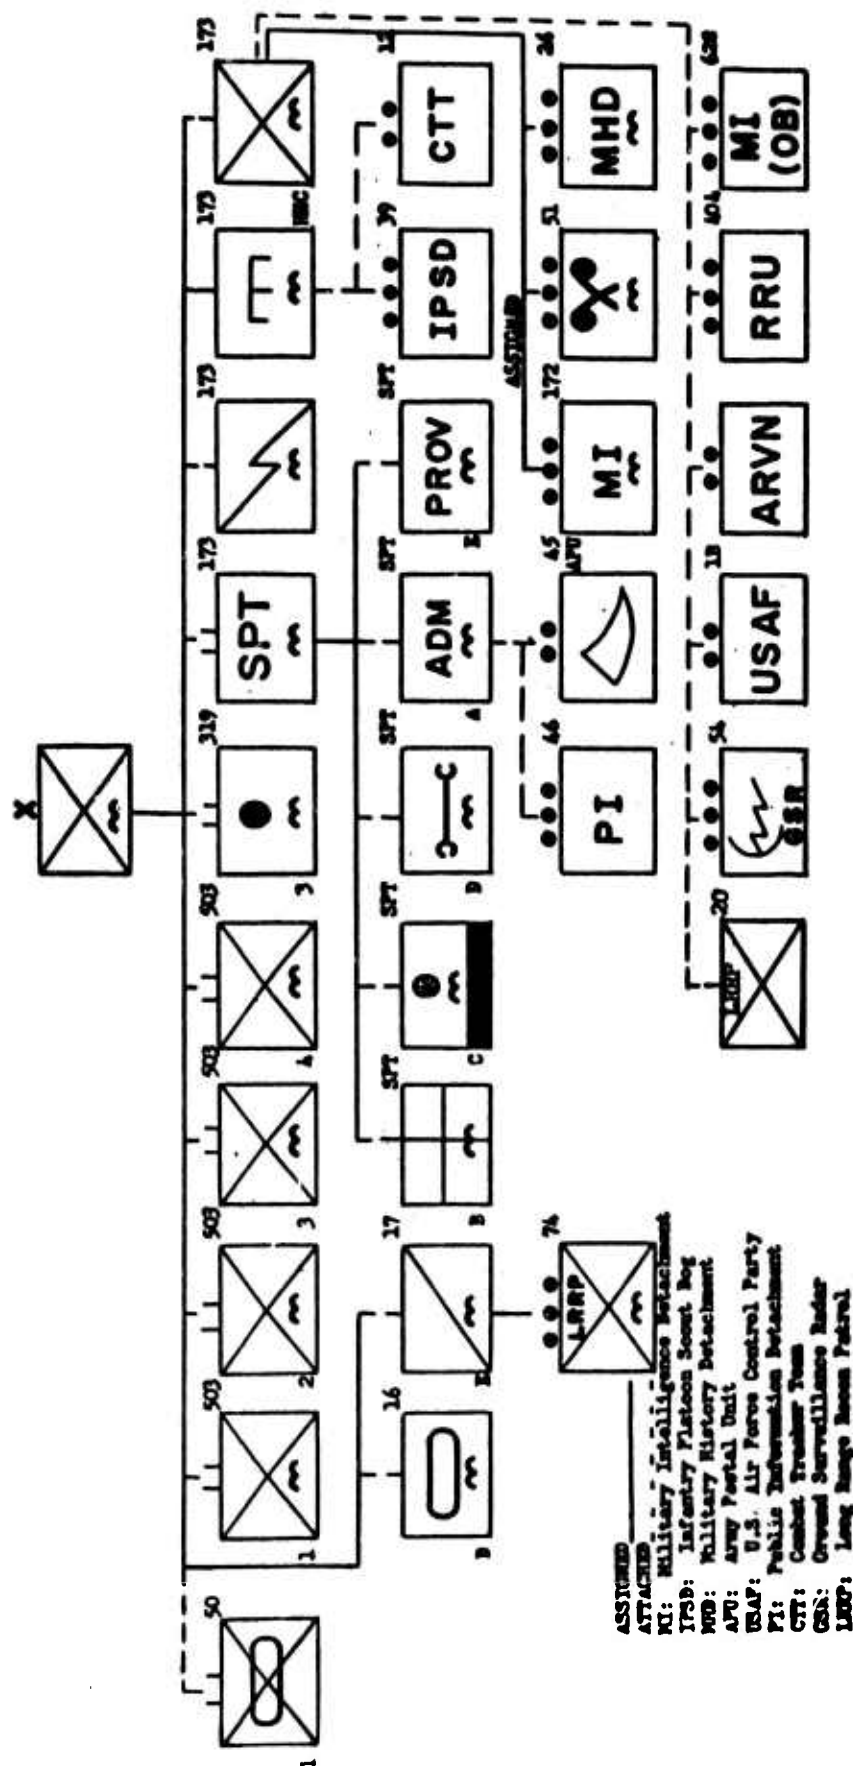 X
1 50
1 503
2 503
3 503
4 503
3 319
SPT 173
173
173
HHC 173
D 16
E 17
B SPT
C SPT
D SPT
A ADM SPT
E PROV SPT
IPSD 39
CTT 12
ASSIGNED
LRRP 74
PI 46
45 APU
MI 172
51
MHD 26
LRRP 20
GSR 54
USAF
ARVN
RRU 404
MI (OB) 628
ASSIGNED
ATTACHED
MI: Military Intelligence Detachment
IPSD: Infantry Platoon Scout Dog
MHD: Military History Detachment
APU: Army Postal Unit
USAF: U.S. Air Force Control Party
PI: Public Information Detachment
CTT: Combat Tracker Team
GSR: Ground Surveillance Radar
LRRP: Long Range Recon Patrol